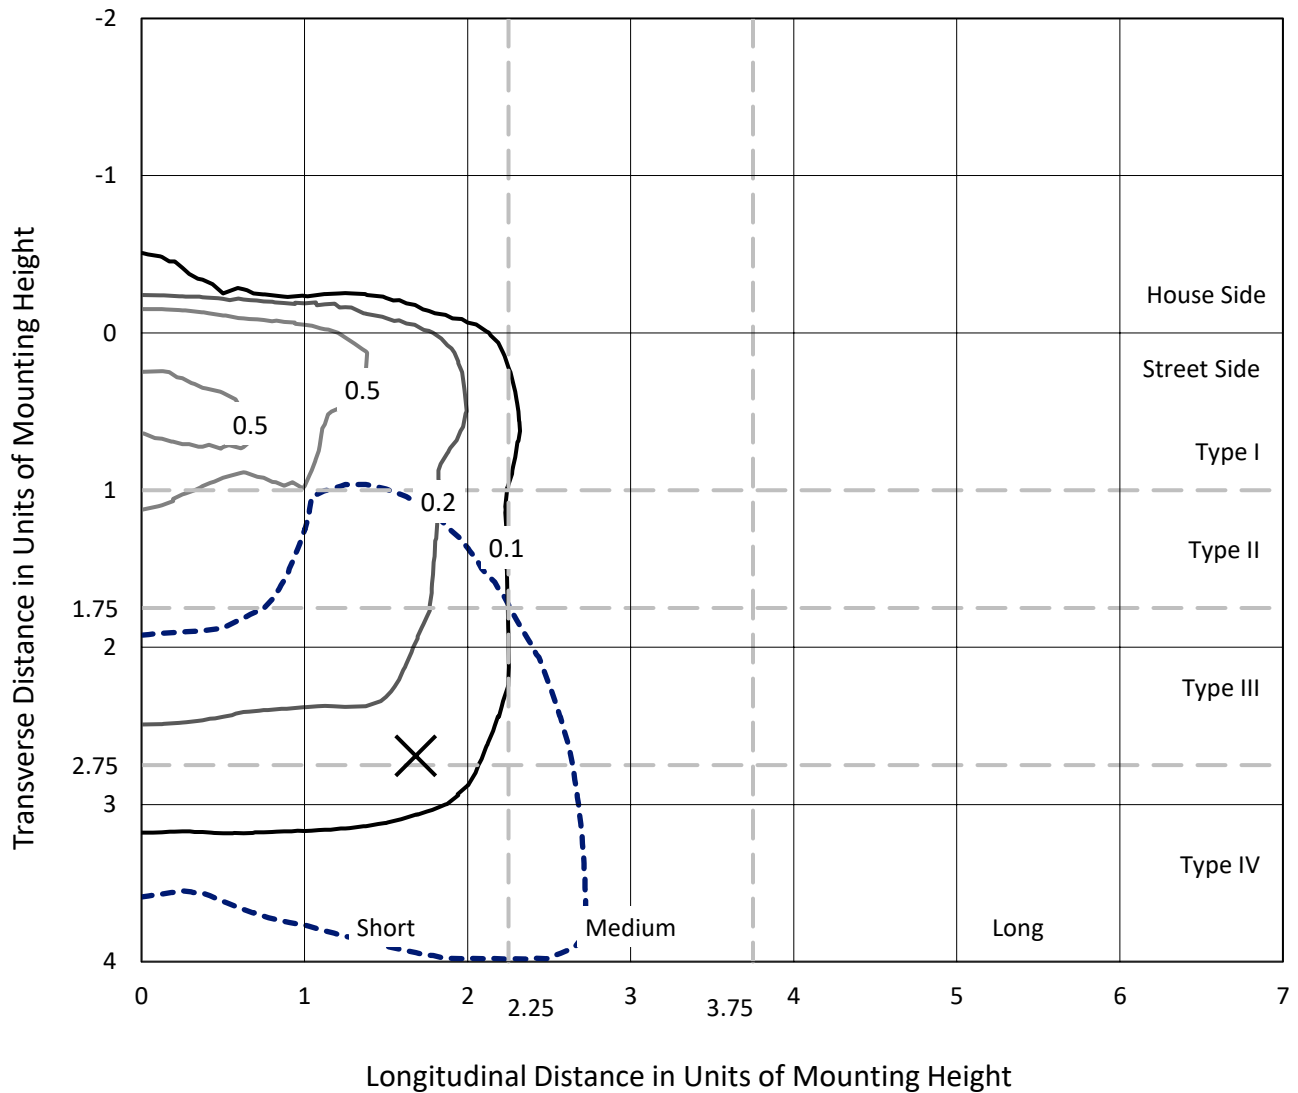 -2
-1
House Side
0
Street Side
0.5
0.5
Type I
1
0.2
0.1
Type II
1.75
2
Type III
2.75
3
Type IV
Short
Medium
Long
4
0
1
2
2.25
3
3.75
4
5
6
7
Longitudinal Distance in Units of Mounting Height
Transverse Distance in Units of Mounting Height